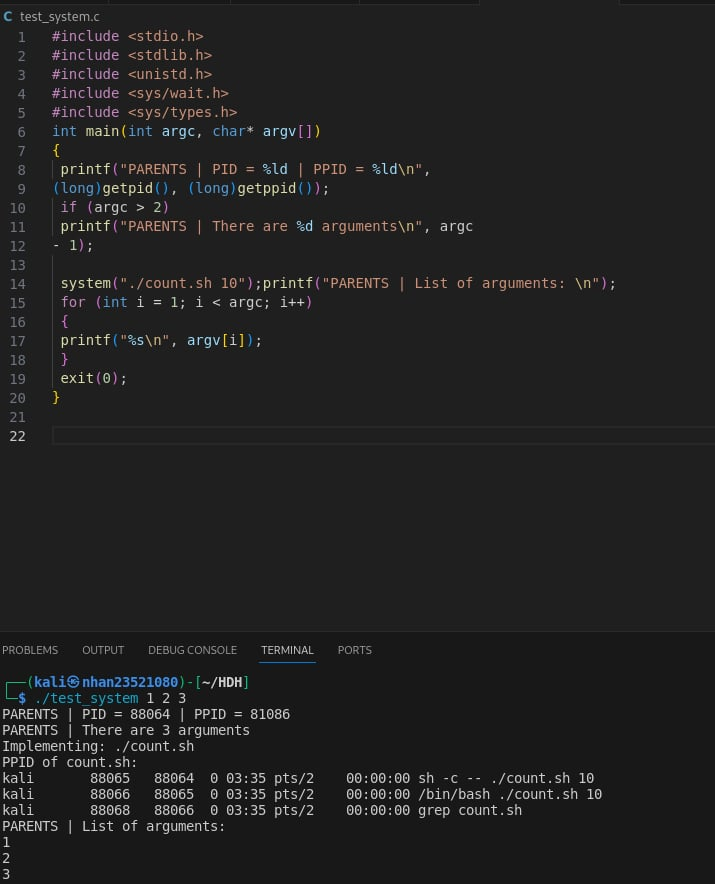 C test_system.c
1 #include <stdio.h>
2 #include <stdlib.h>
3 #include <unistd.h>
4 #include <sys/wait.h>
5 #include <sys/types.h>
6 int main(int argc, char* argv[])
7 {
8 printf("PARENTS | PID = %ld | PPID = %ld\n",
9 (long)getpid(), (long)getppid());
10 if (argc > 2)
11 printf("PARENTS | There are %d arguments\n", argc
12 - 1);
13
14 system("./count.sh 10");printf("PARENTS | List of arguments: \n");
15 for (int i = 1; i < argc; i++)
16 {
17 printf("%s\n", argv[i]);
18 }
19 exit(0);
20 }
21
22
PROBLEMS OUTPUT DEBUG CONSOLE TERMINAL PORTS
┌──(kali㉿nhan23521080)-[~/HDH]
└─$ ./test_system 1 2 3
PARENTS | PID = 88064 | PPID = 81086
PARENTS | There are 3 arguments
Implementing: ./count.sh
PPID of count.sh:
kali       88065   88064  0 03:35 pts/2    00:00:00 sh -c -- ./count.sh 10
kali       88066   88065  0 03:35 pts/2    00:00:00 /bin/bash ./count.sh 10
kali       88068   88066  0 03:35 pts/2    00:00:00 grep count.sh
PARENTS | List of arguments:
1
2
3